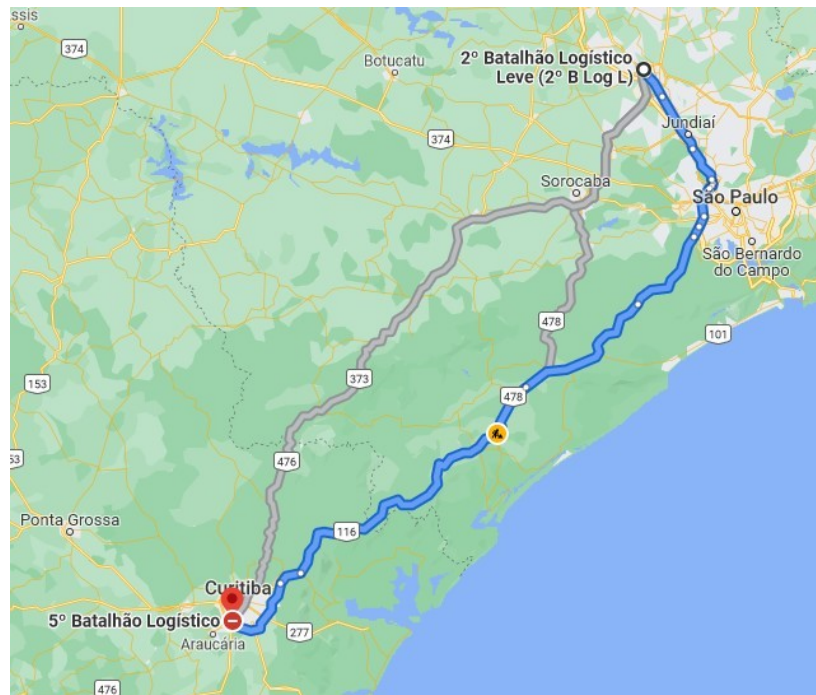 ssis
374
Botucatu
2º Batalhão Logístico
Leve (2º B Log L)
Jundiaí
374
Sorocaba
São Paulo
São Bernardo
do Campo
478
101
153
373
478
53
476
Ponta Grossa
116
Curitiba
5º Batalhão Logístico
Araucária
277
476